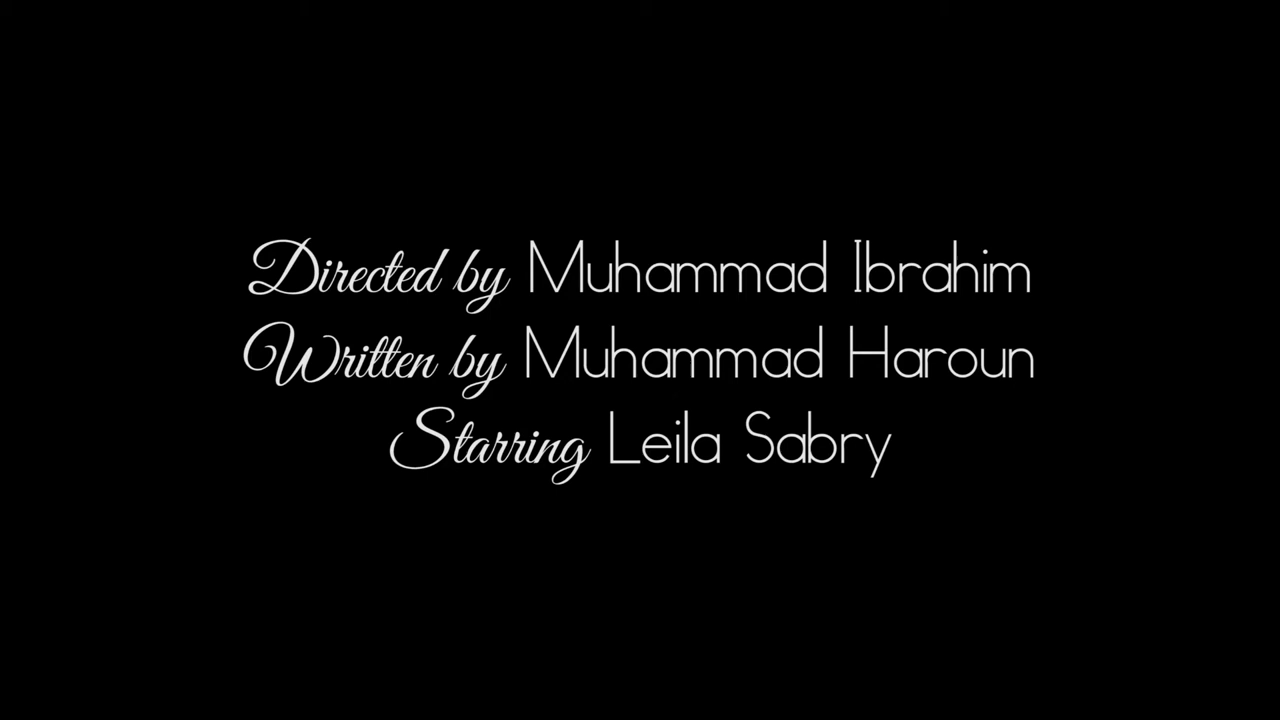 Directed by Muhammad Ibrahim
Written by Muhammad Haroun
Starring Leila Sabry